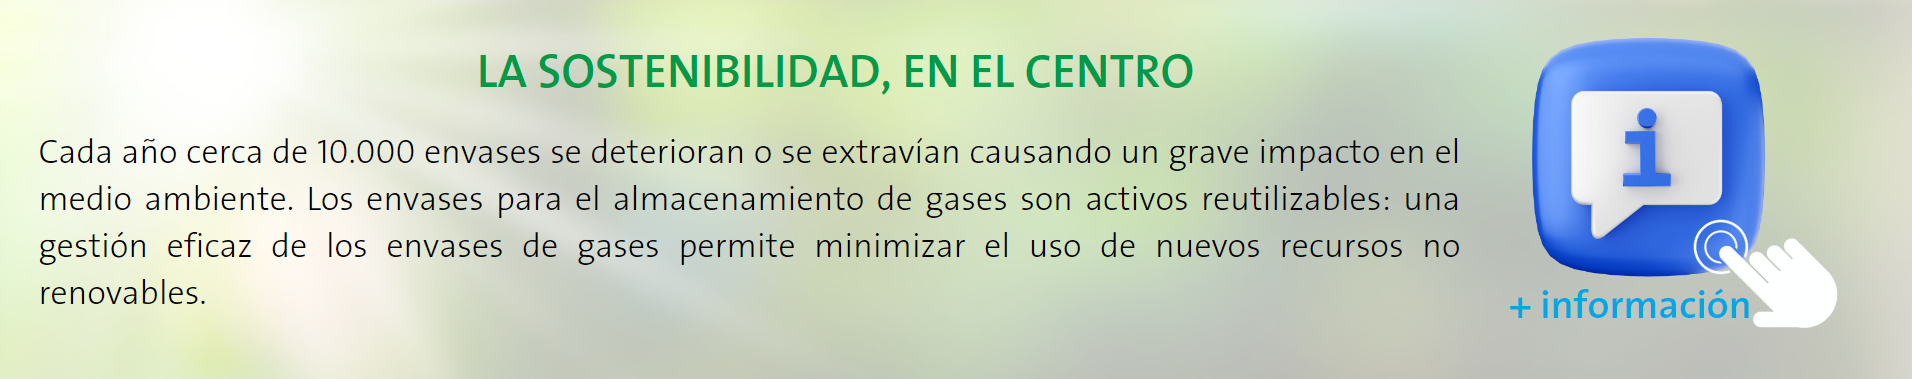 LA SOSTENIBILIDAD, EN EL CENTRO
Cada año cerca de 10.000 envases se deterioran o se extravían causando un grave impacto en el
medio ambiente. Los envases para el almacenamiento de gases son activos reutilizables: una
gestión eficaz de los envases de gases permite minimizar el uso de nuevos recursos no
renovables.
i
+ información